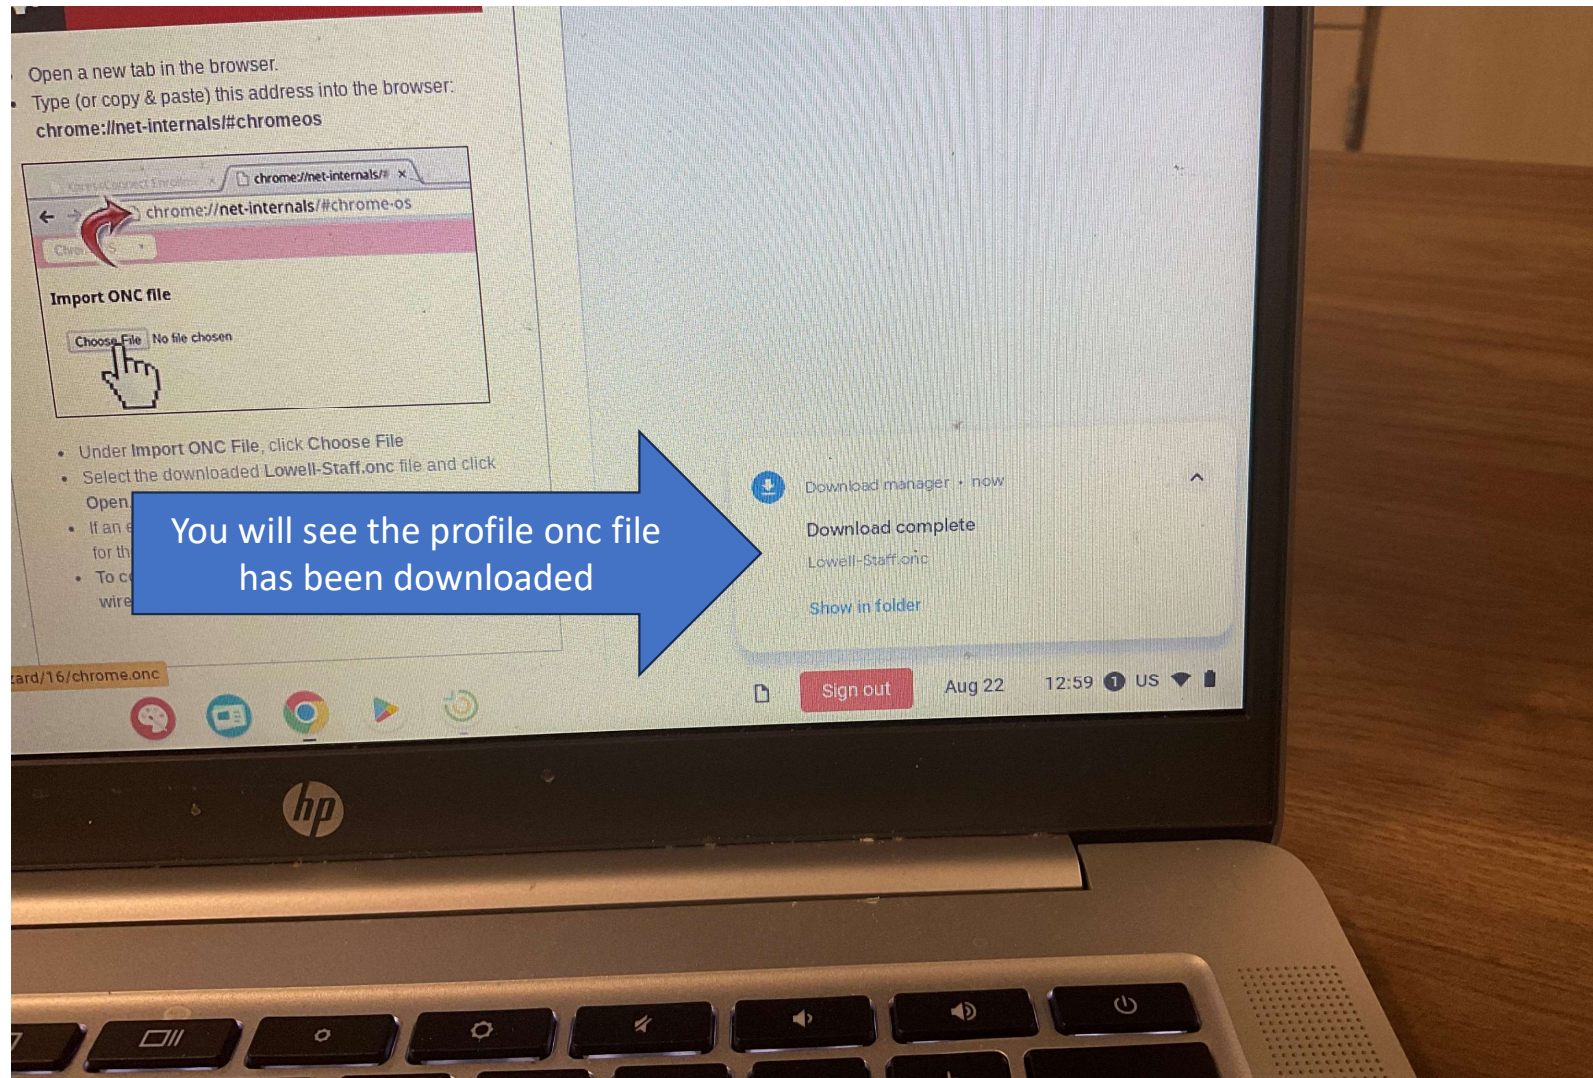 Open a new tab in the browser.
Type (or copy & paste) this address into the browser:
chrome://net-internals/#chromeos
chrome://net-internals/#
chrome://net-internals/#chrome-os
Import ONC file
Choose File No file chosen
Under Import ONC File, click Choose File
Select the downloaded Lowell-Staff.onc file and click
Open
If an
for
To
wire
You will see the profile onc file
has been downloaded
Download manager • now
Download complete
Lowell-Staff.onc
Show in folder
ard/16/chrome.onc
Sign out Aug 22 12:59 1 US
hp